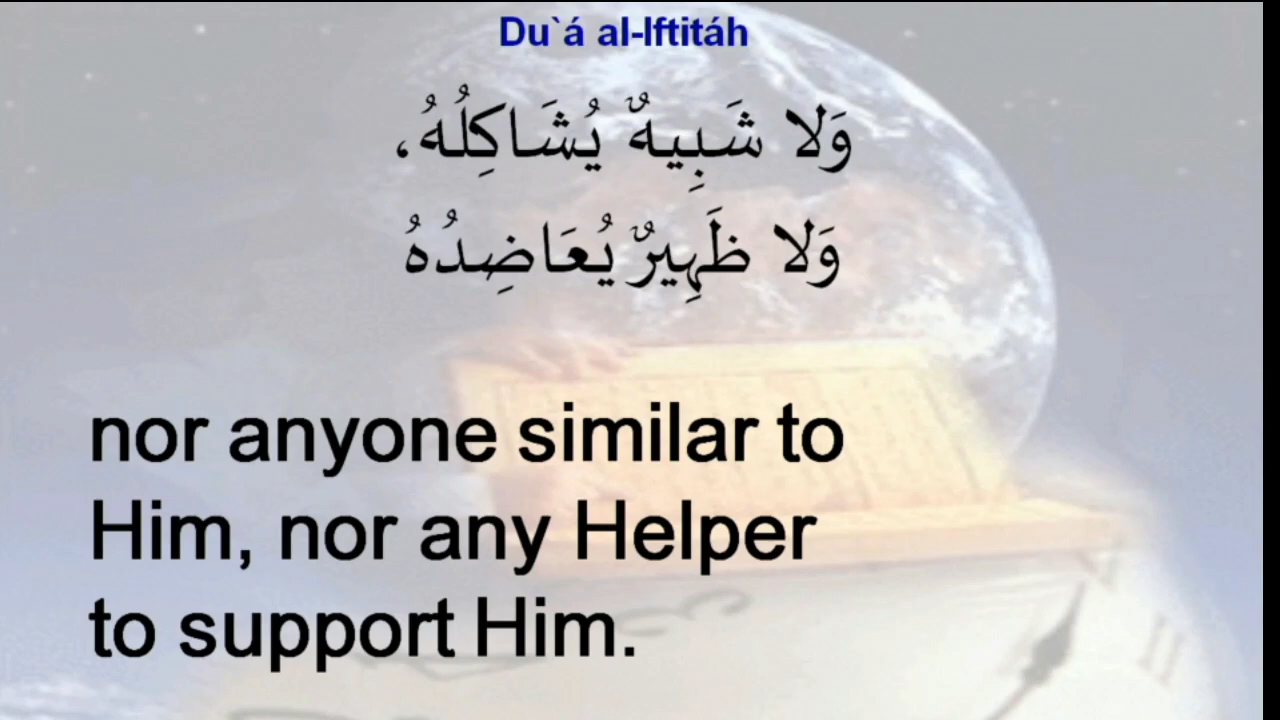 Du`á al-Iftitáh
وَلا شَبِيهٌ يُشَاكِلُهُ،
وَلا ظَهِيرٌ يُعَاضِدُهُ
nor anyone similar to
Him, nor any Helper
to support Him.